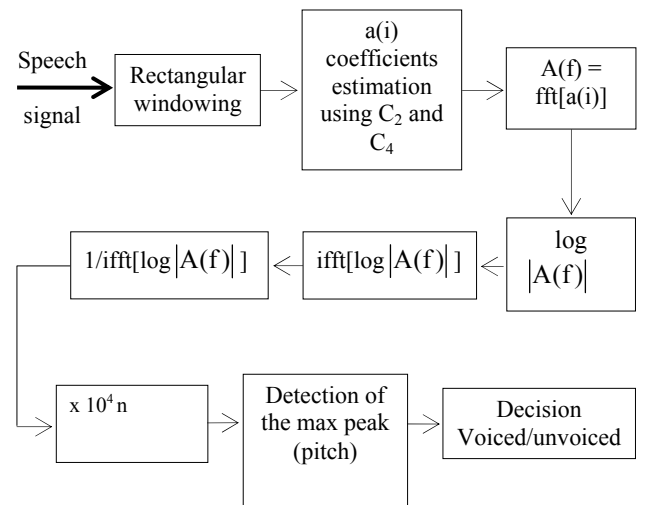 Speech
signal
Rectangular
windowing
a(i)
coefficients
estimation
using C₂ and
C₄
A(f) =
fft[a(i)]
log
|A(f)|
ifft[log|A(f)| ]
1/ifft[log|A(f)| ]
x 10⁴ n
Detection of
the max peak
(pitch)
Decision
Voiced/unvoiced